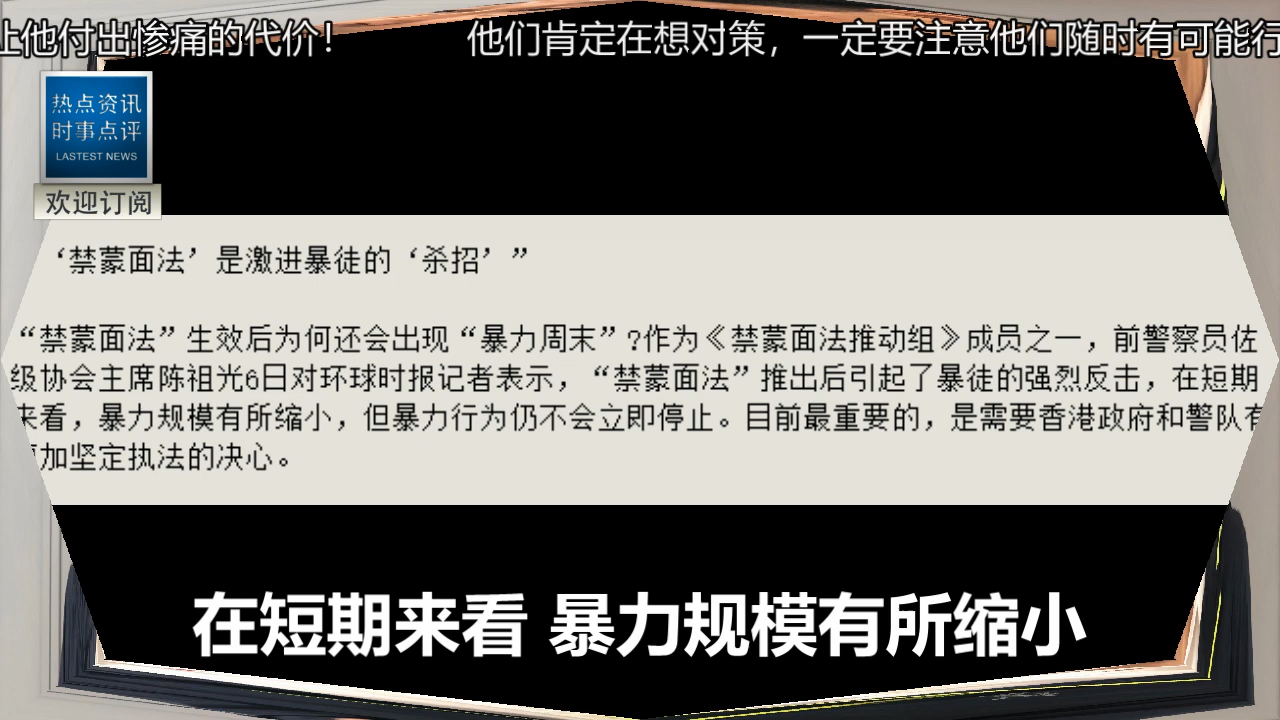 他付出惨痛的代价！ 他们肯定在想对策，一定要注意他们随时有可能行
热点资讯
时事点评
LASTEST NEWS
欢迎订阅
‘禁蒙面法’是激进暴徒的‘杀招’”
“禁蒙面法”生效后为何还会出现“暴力周末”?作为《禁蒙面法推动组》成员之一，前警察员佐
级协会主席陈祖光6日对环球时报记者表示，“禁蒙面法”推出后引起了暴徒的强烈反击，在短期
来看，暴力规模有所缩小，但暴力行为仍不会立即停止。目前最重要的，是需要香港政府和警队有
加坚定执法的决心。
在短期来看 暴力规模有所缩小